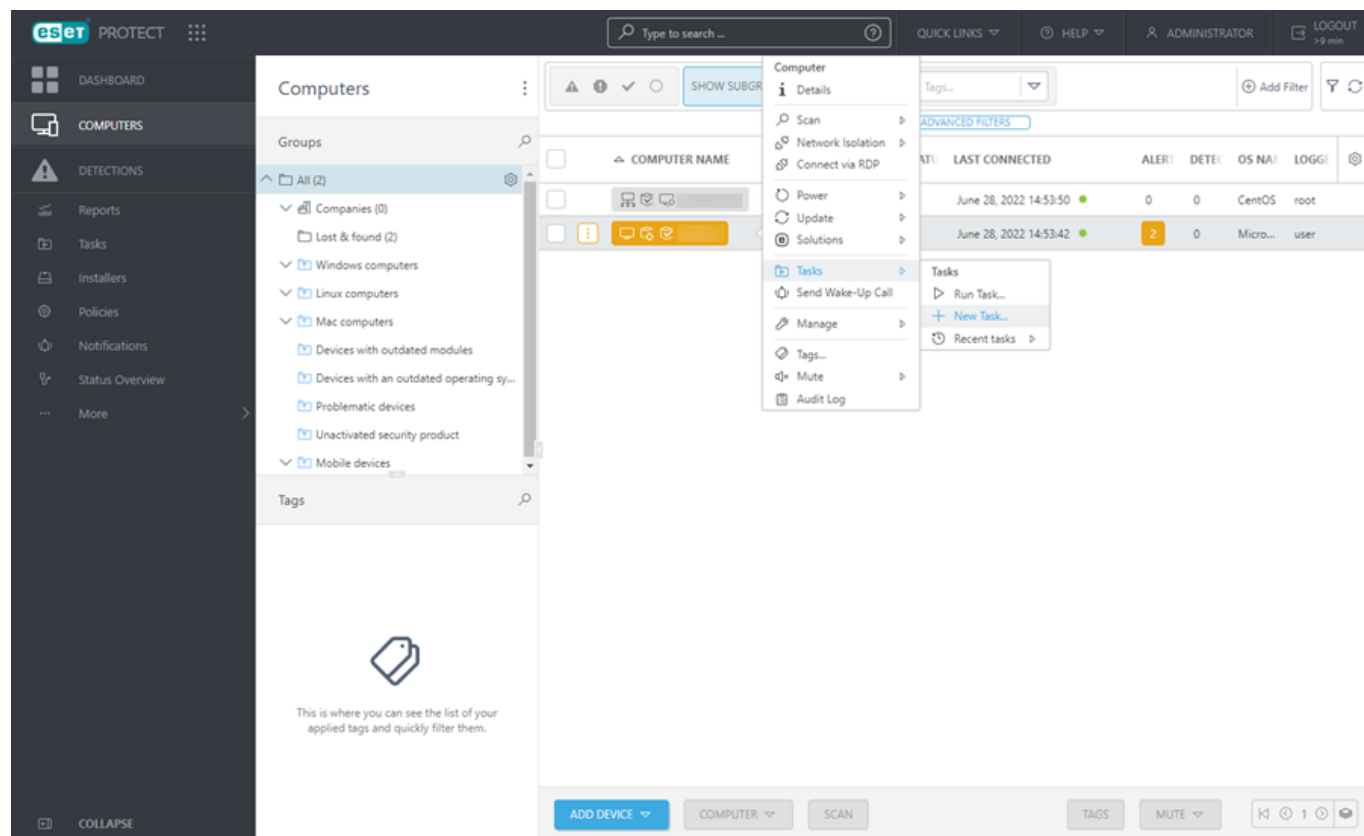 eset PROTECT
Type to search ...
QUICK LINKS
HELP
ADMINISTRATOR
LOGOUT
>9 min
DASHBOARD
COMPUTERS
DETECTIONS
Reports
Tasks
Installers
Policies
Notifications
Status Overview
More
COLLAPSE
Computers
Groups
All (2)
Companies (0)
Lost & found (2)
Windows computers
Linux computers
Mac computers
Devices with outdated modules
Devices with an outdated operating sy...
Problematic devices
Unactivated security product
Mobile devices
Tags
This is where you can see the list of your
applied tags and quickly filter them.
SHOW SUBGR
Tags...
Add Filter
ADVANCED FILTERS
COMPUTER NAME
ATU
LAST CONNECTED
ALERT
DETEC
OS NAM
LOGGE
June 28, 2022 14:53:50
0
0
CentOS
root
June 28, 2022 14:53:42
2
0
Micro...
user
Computer
Details
Scan
Network Isolation
Connect via RDP
Power
Update
Solutions
Tasks
Send Wake-Up Call
Manage
Tags...
Mute
Audit Log
Tasks
Run Task...
New Task...
Recent tasks
ADD DEVICE
COMPUTER
SCAN
TAGS
MUTE
1